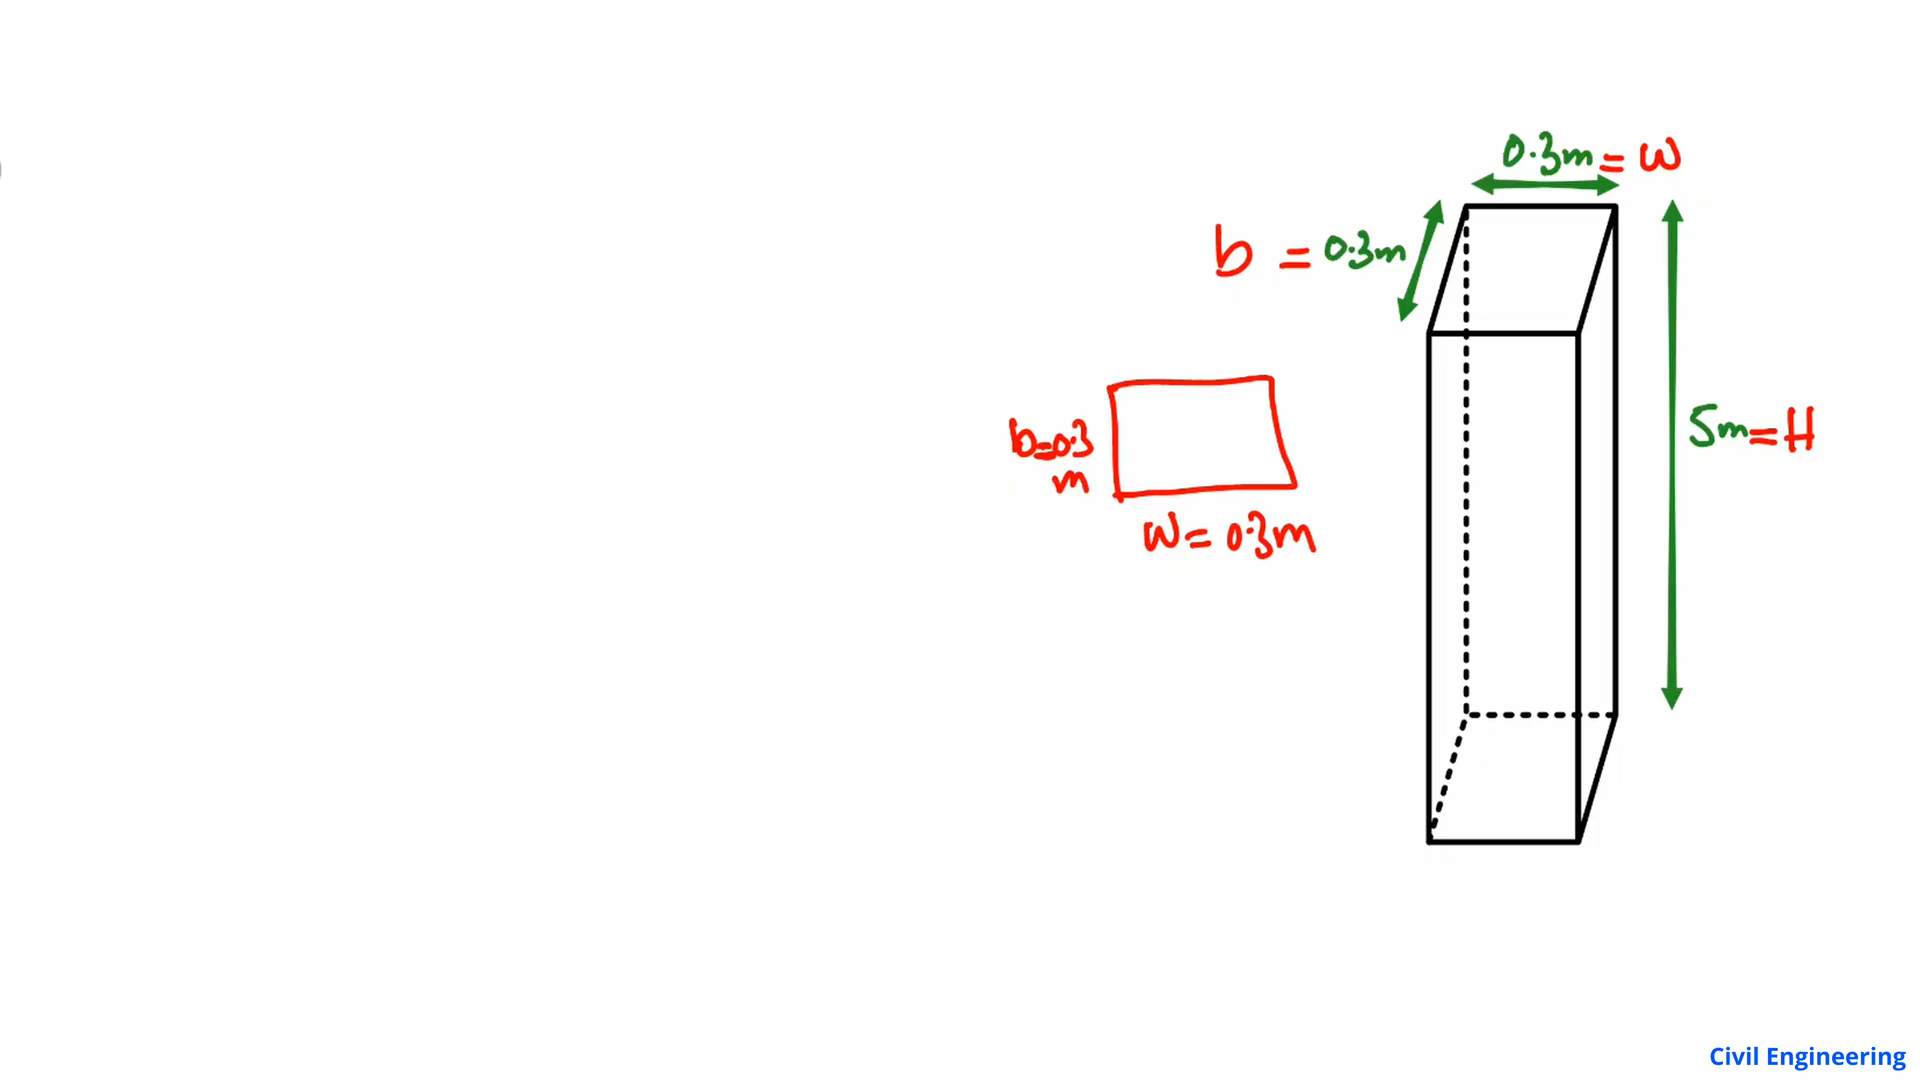 0.3m = W
b = 0.3m
b=0.3
m
W = 0.3m
5m = H
Civil Engineering